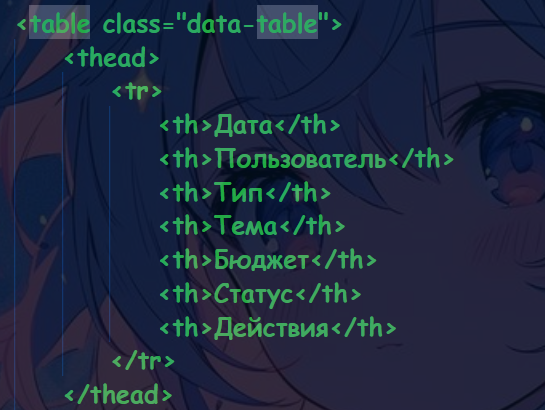 <table class="data-table">
<thead>
<tr>
<th>Дата</th>
<th>Пользователь</th>
<th>Тип</th>
<th>Тема</th>
<th>Бюджет</th>
<th>Статус</th>
<th>Действия</th>
</tr>
</thead>